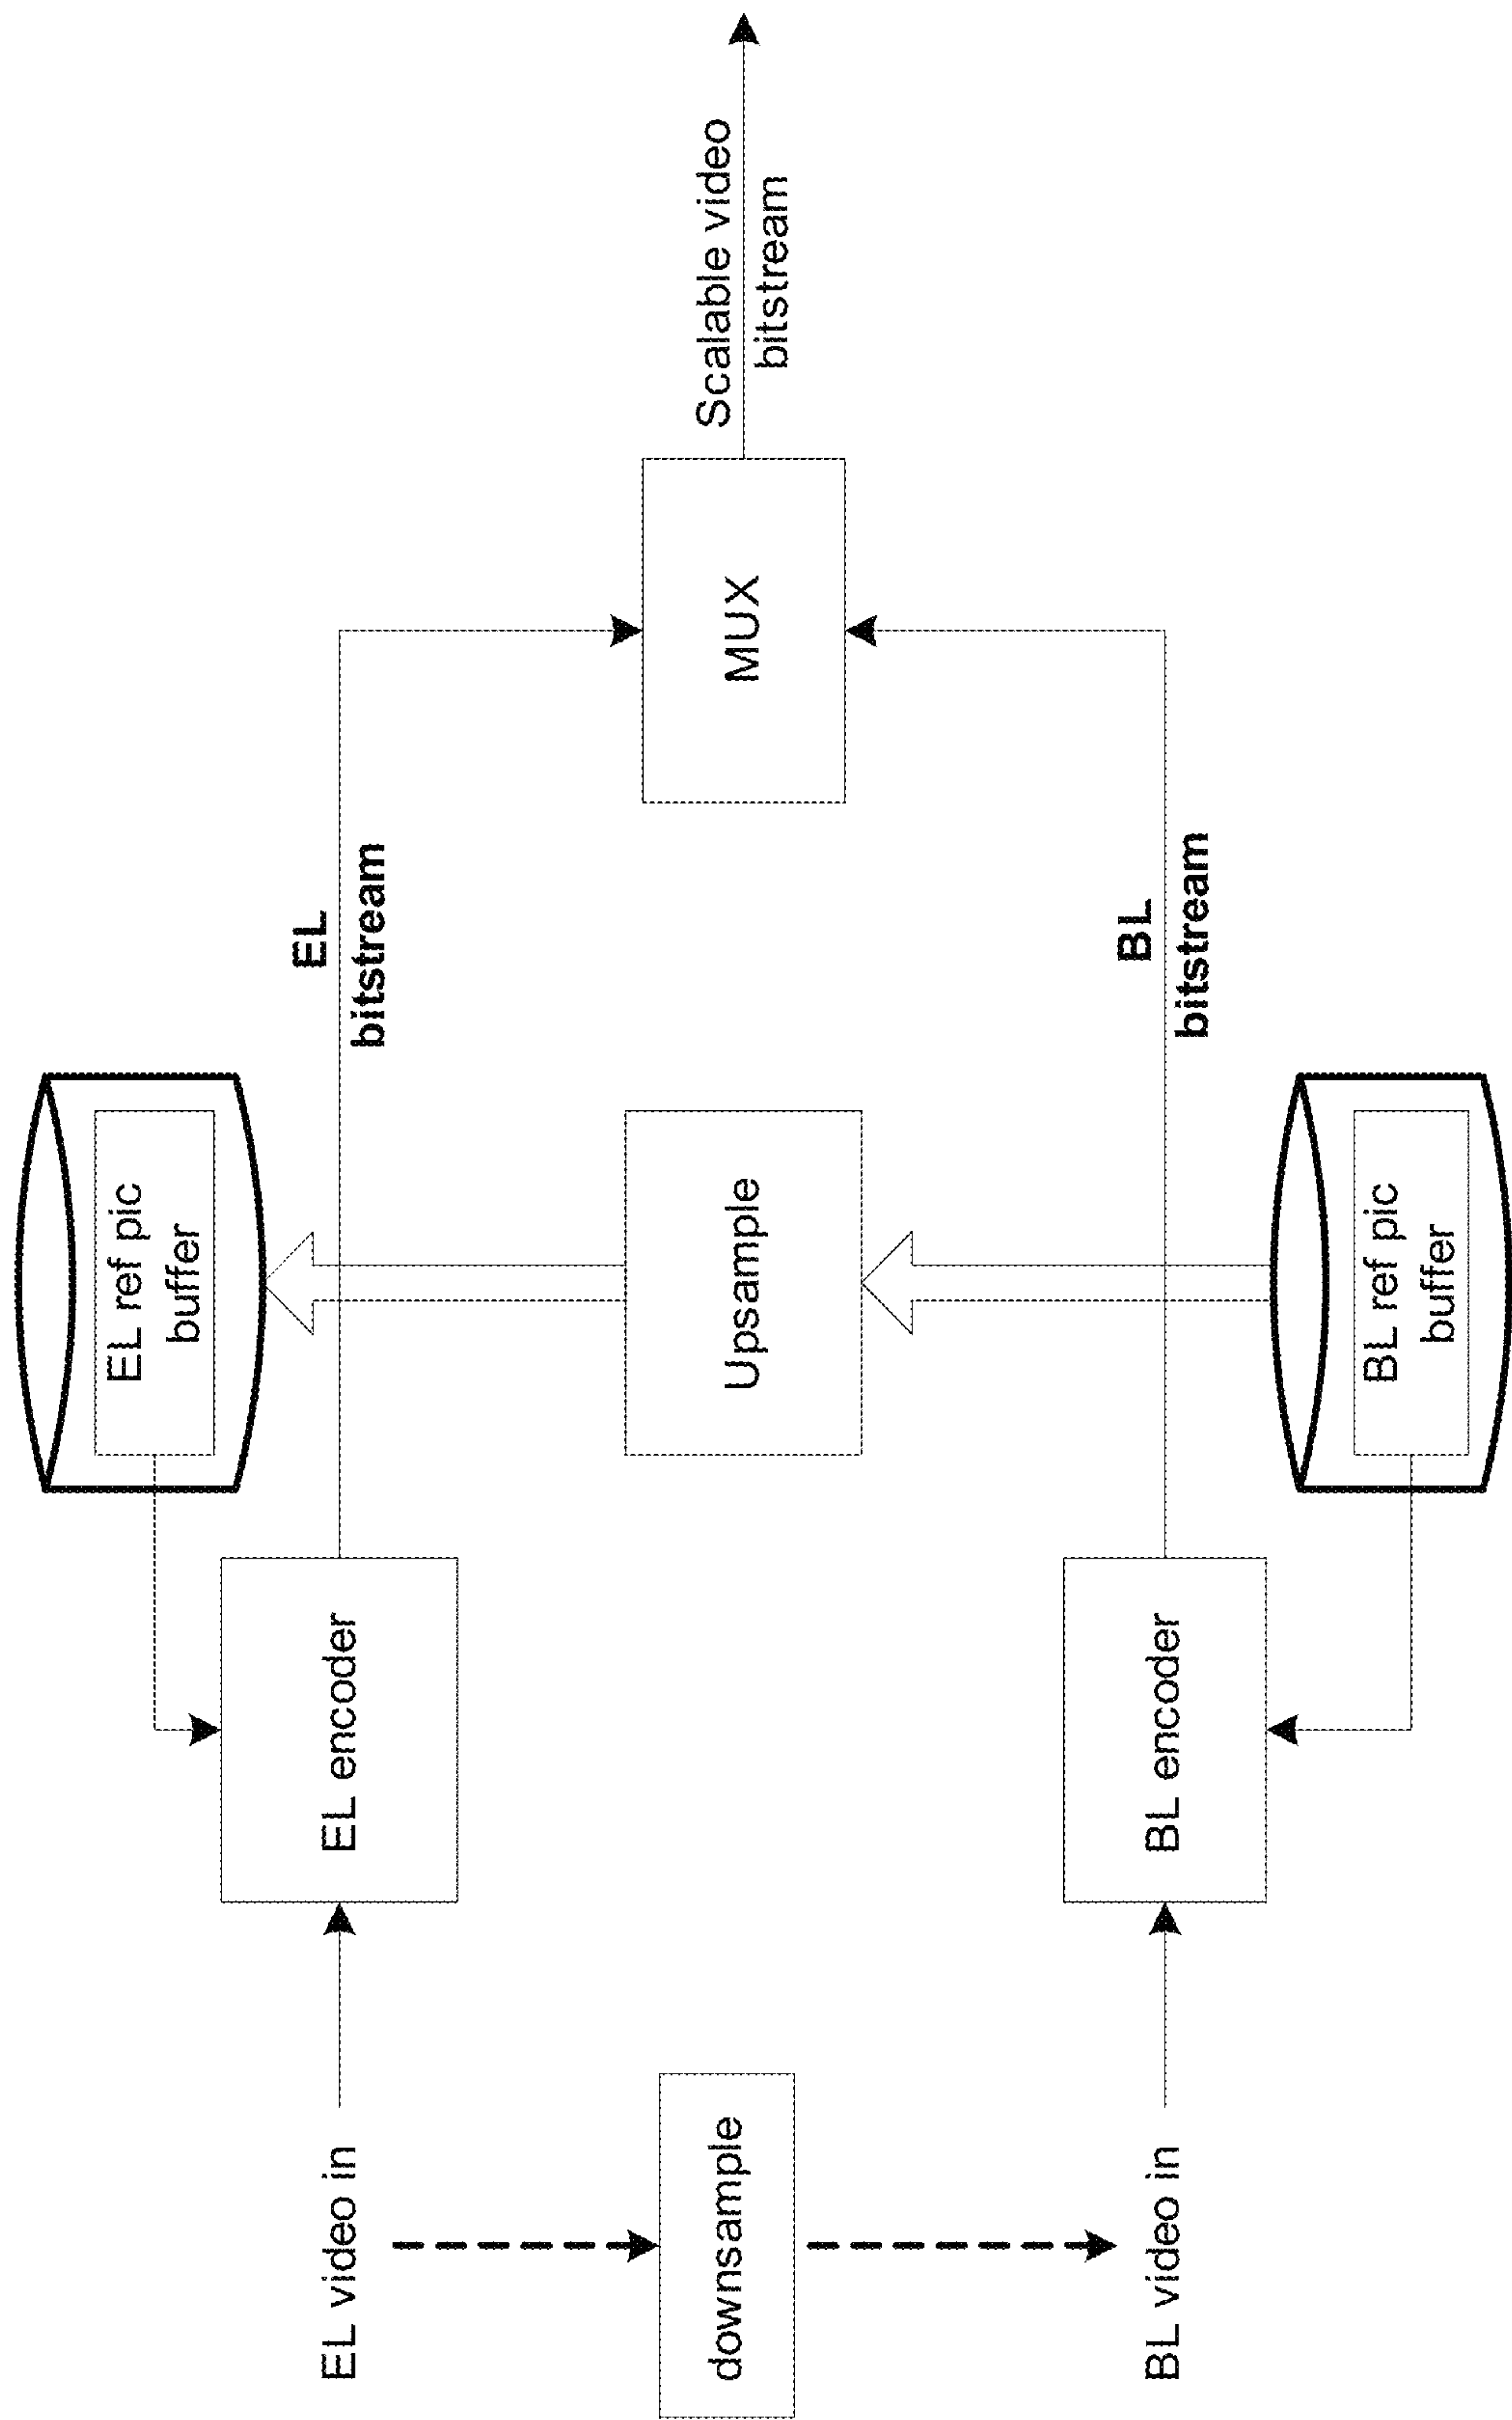 EL video in
downsample
BL video in
EL encoder
BL encoder
EL ref pic
buffer
Upsample
BL ref pic
buffer
EL
bitstream
BL
bitstream
MUX
Scalable video
bitstream